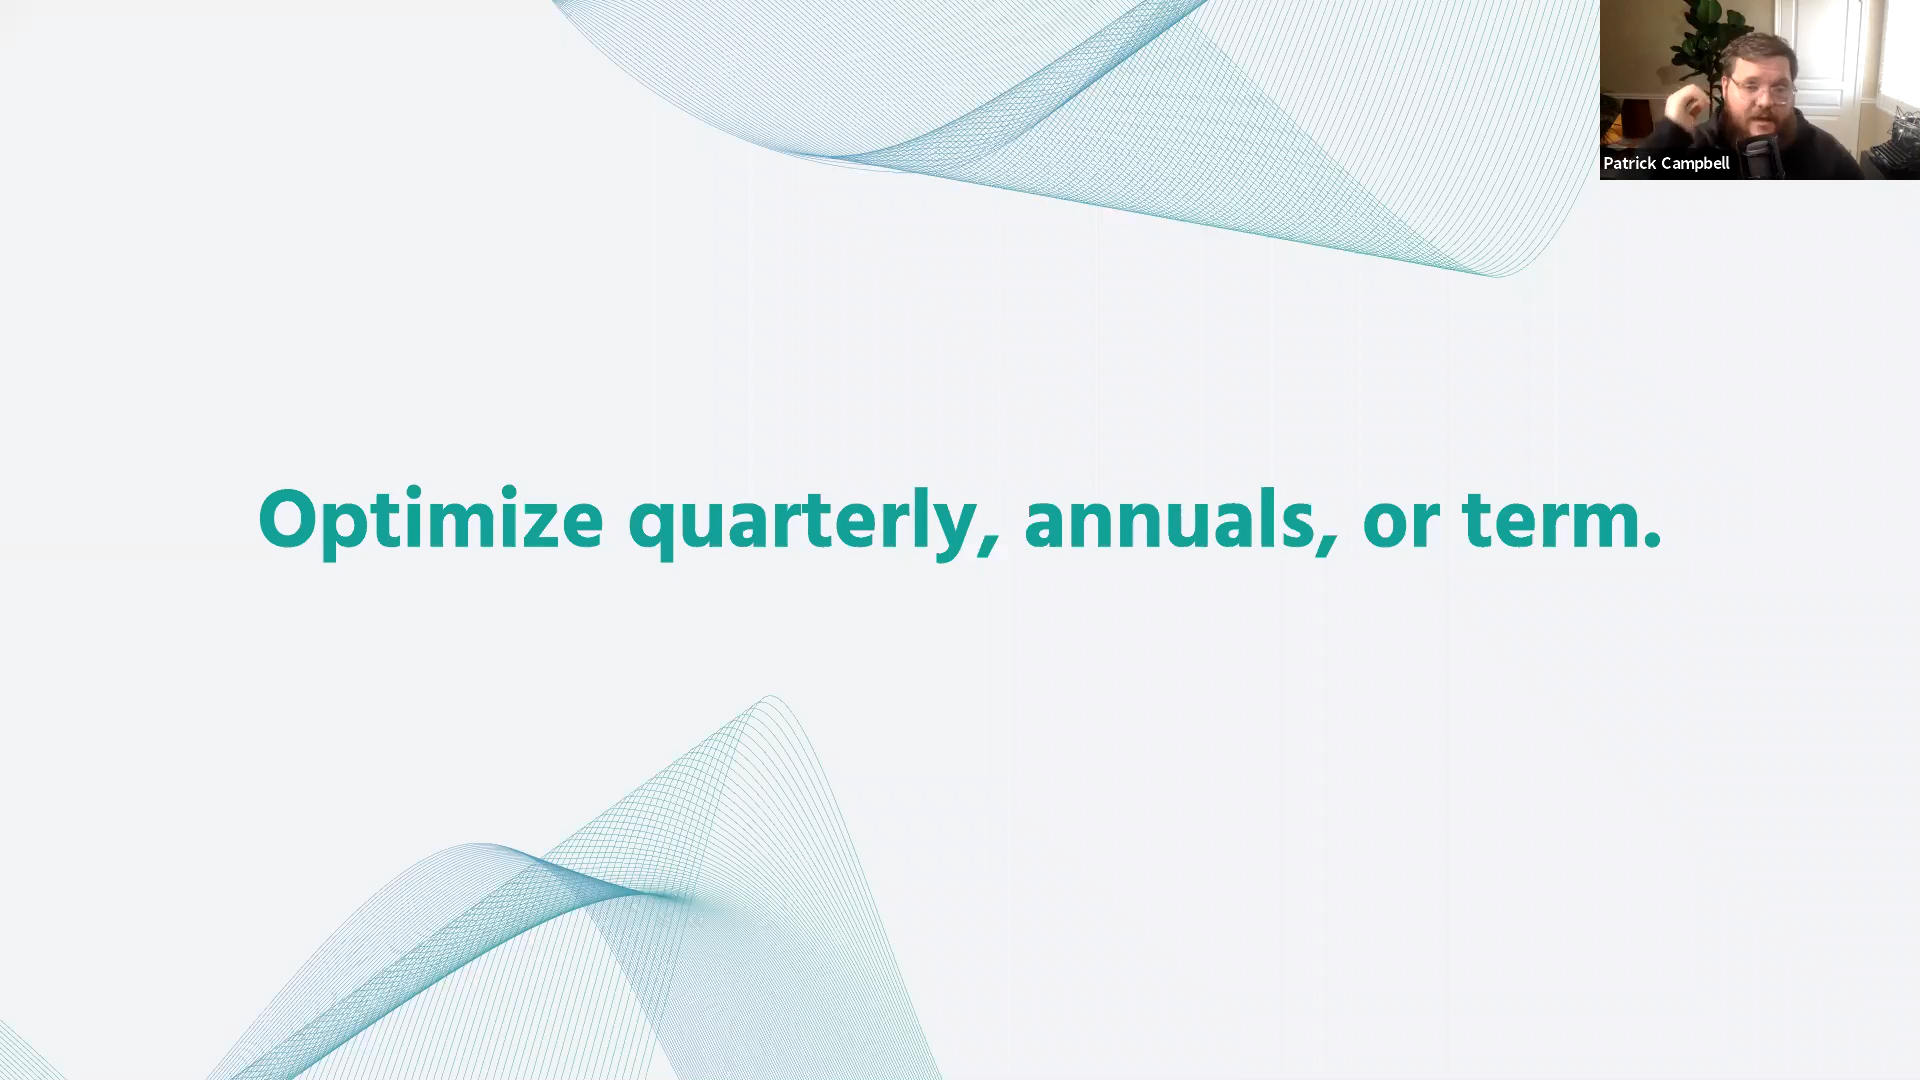 Patrick Campbell
Optimize quarterly, annuals, or term.